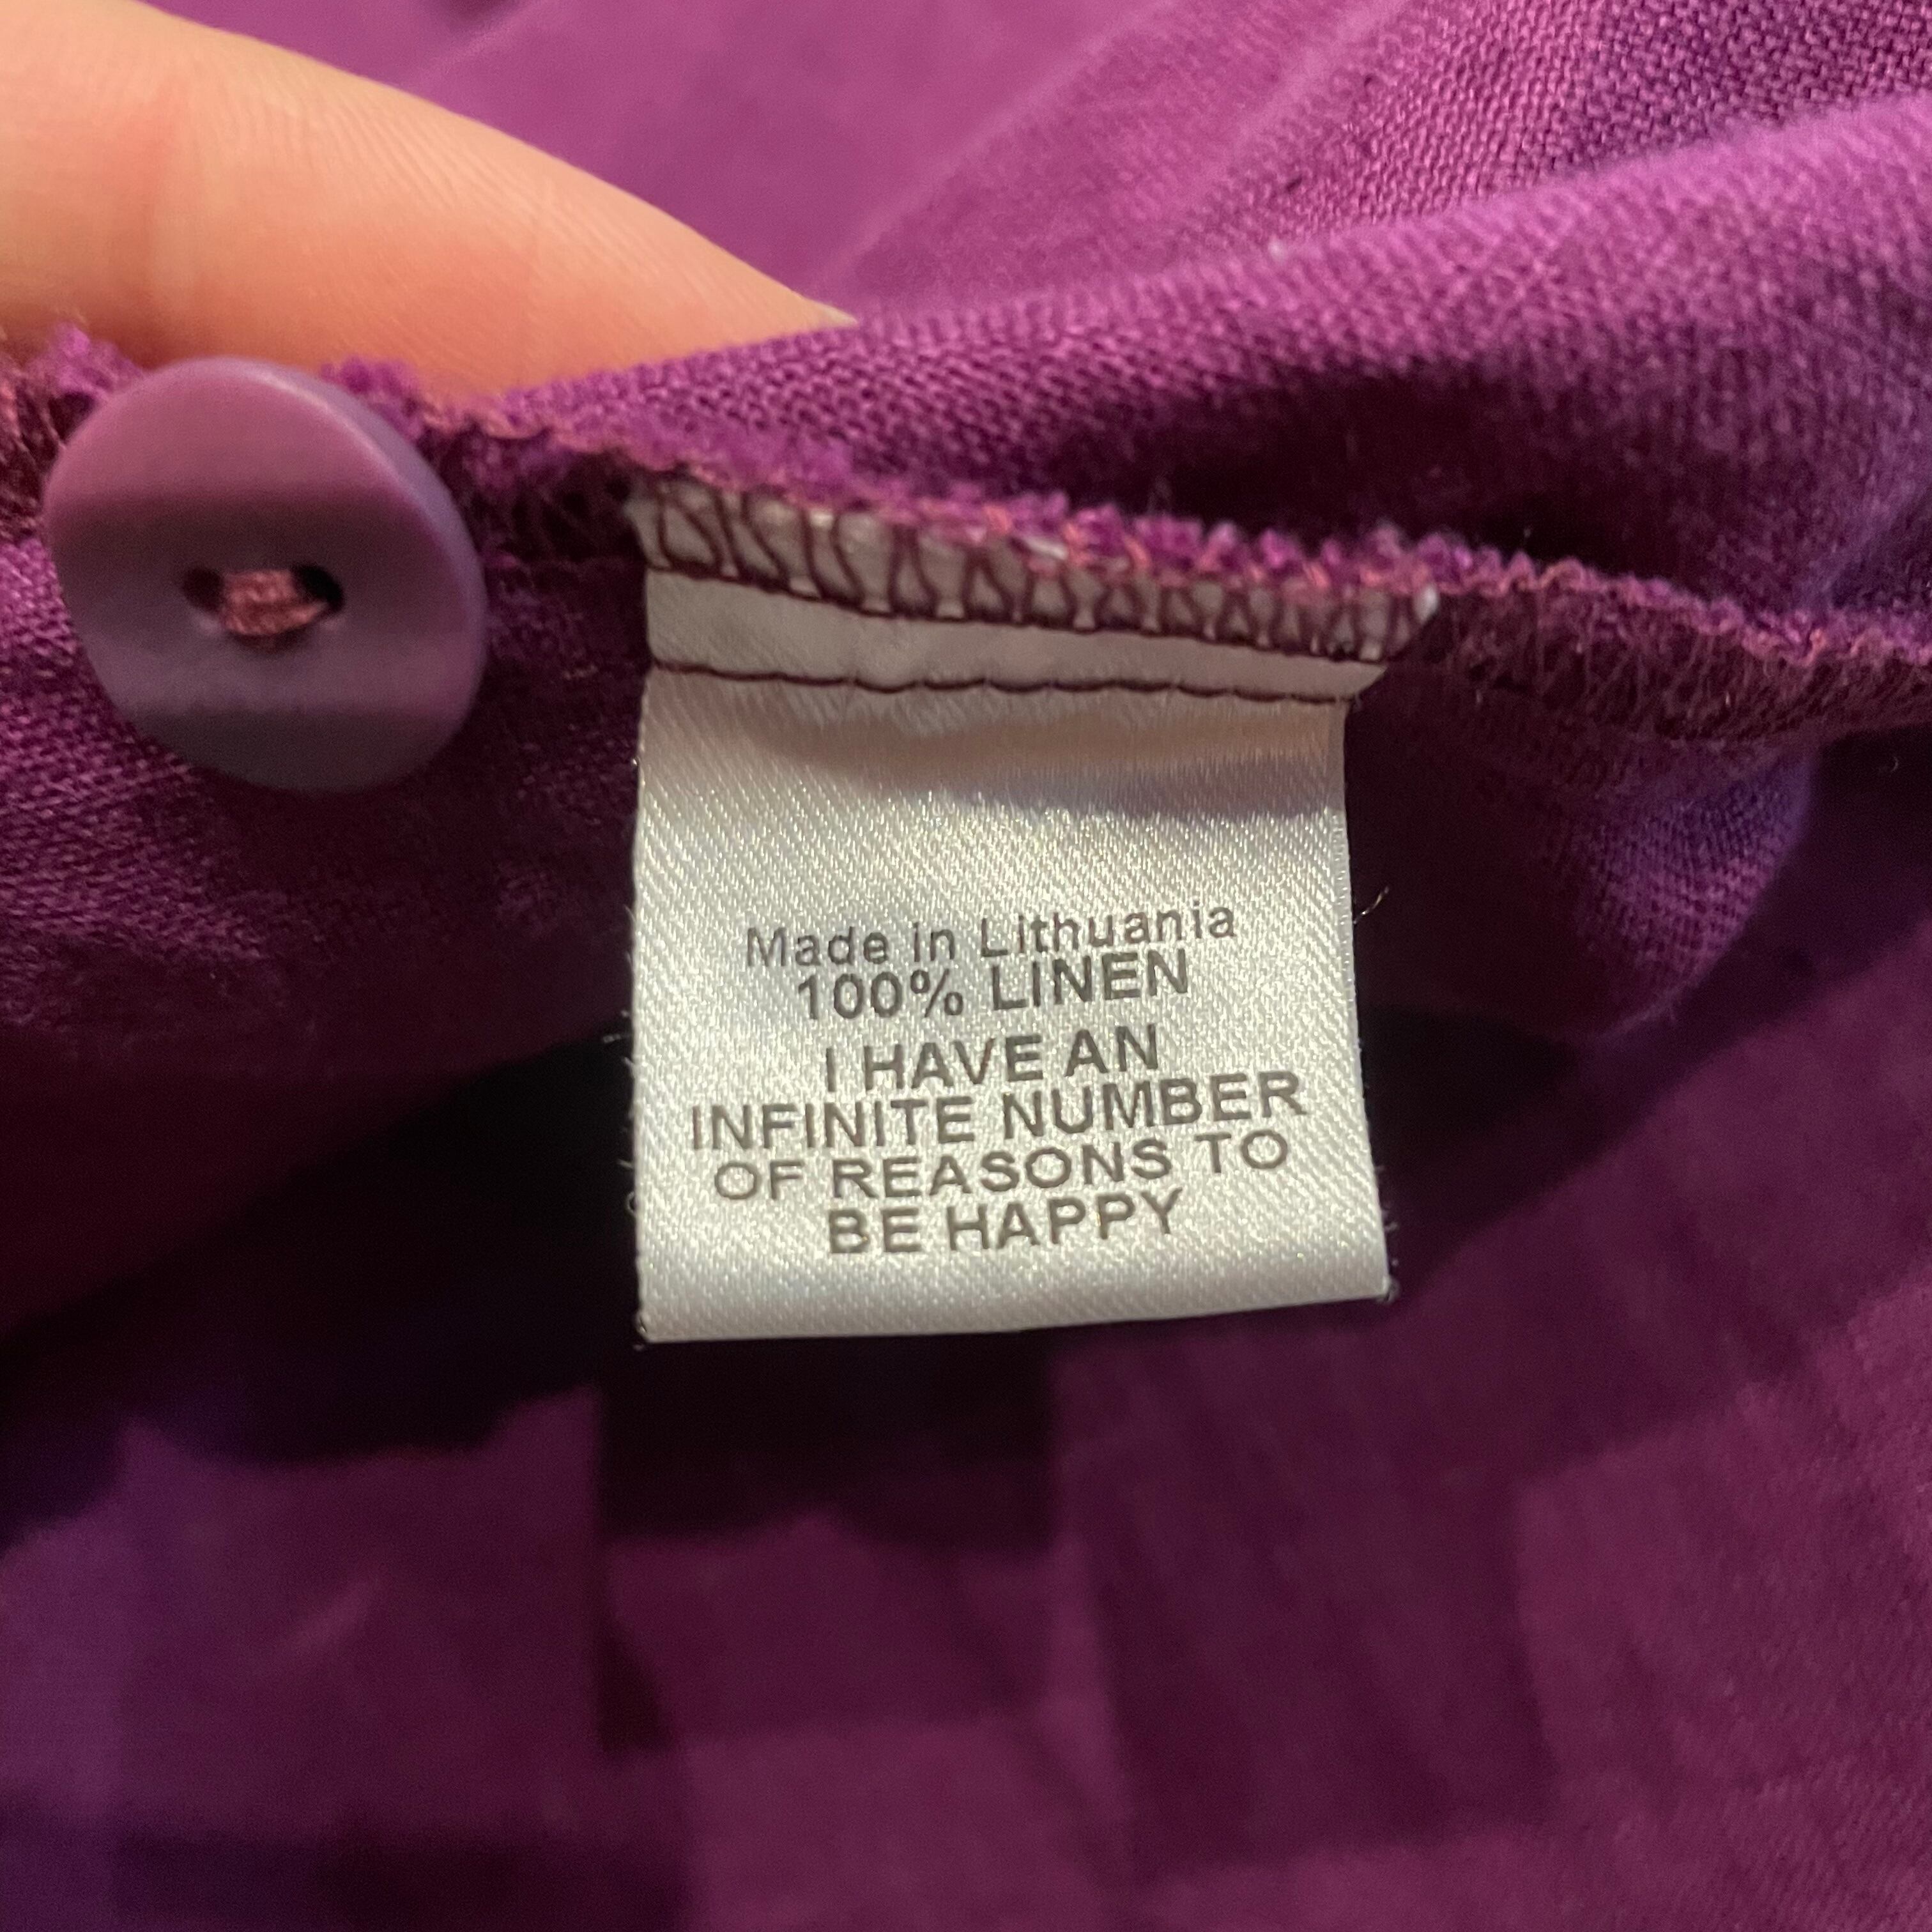 Made in Lithuania
100% LINEN
I HAVE AN
INFINITE NUMBER
OF REASONS TO
BE HAPPY